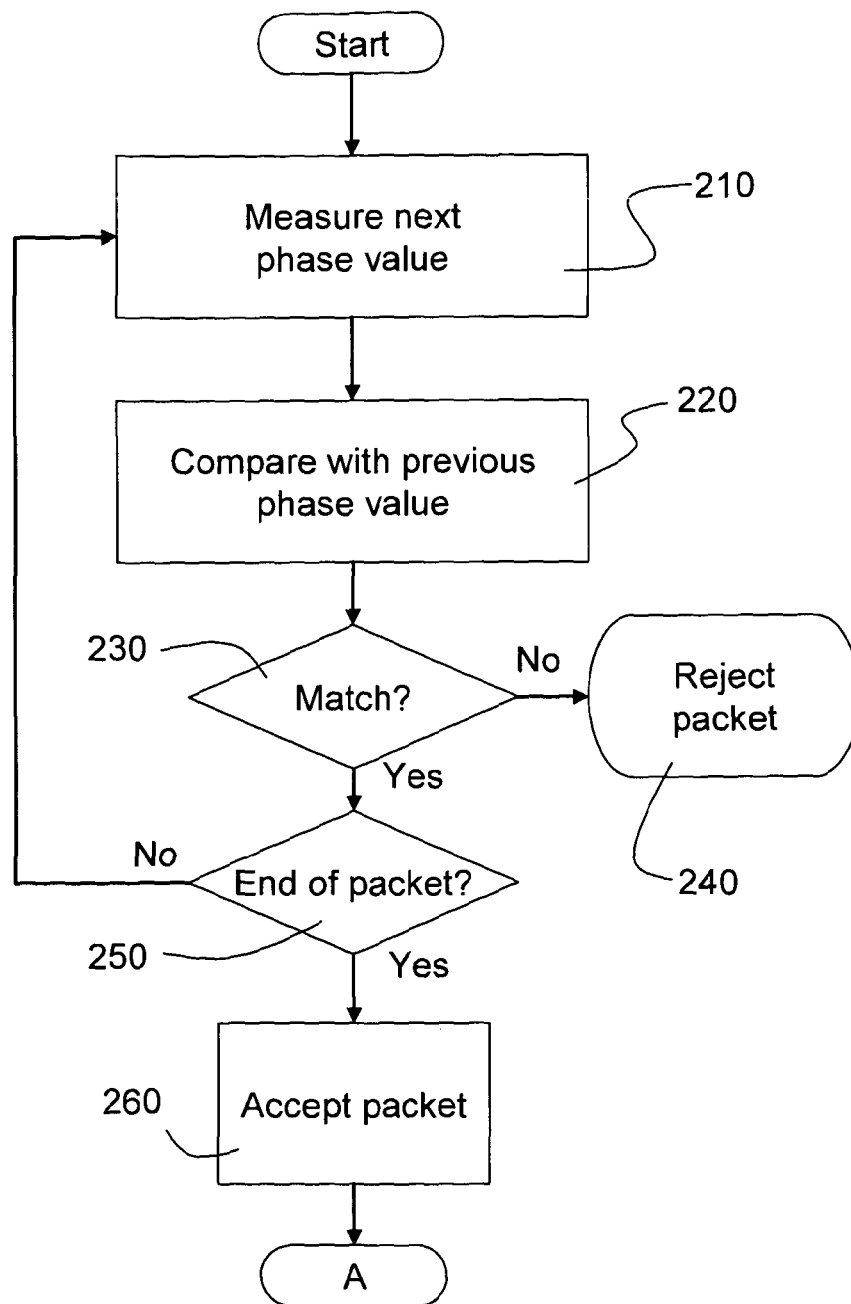 Start
Measure next
phase value
210
Compare with previous
phase value
220
230
Match?
No
Reject
packet
240
Yes
No
End of packet?
250
Yes
260
Accept packet
A